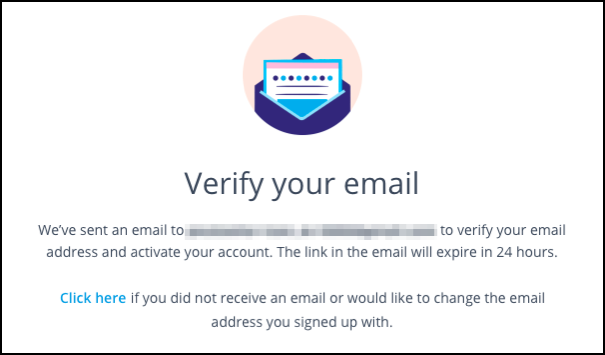 Verify your email
We've sent an email to to verify your email
address and activate your account. The link in the email will expire in 24 hours.
Click here if you did not receive an email or would like to change the email
address you signed up with.